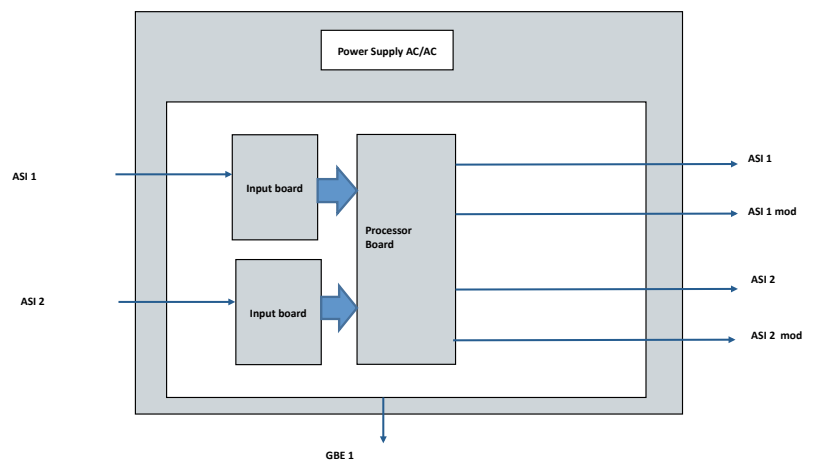 Power Supply AC/AC
ASI 1
Input board
Processor
Board
ASI 1
ASI 1 mod
ASI 2
Input board
ASI 2
ASI 2 mod
GBE 1